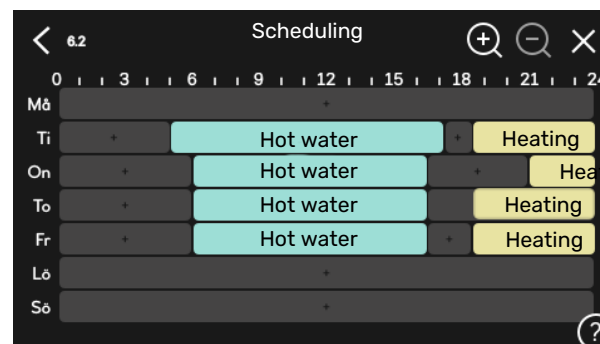 6.2 Scheduling
0 3 6 9 12 15 18 21 24
Må
Ti Hot water Heating
On Hot water Hea
To Hot water Heating
Fr Hot water Heating
Lö
Sö
?